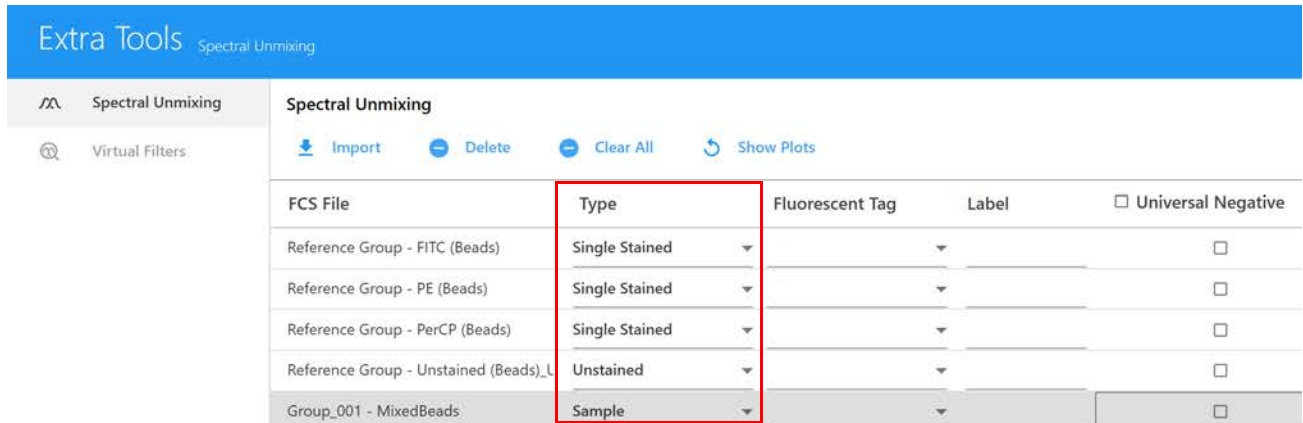 Extra Tools Spectral Unmixing
Spectral Unmixing
Virtual Filters
Spectral Unmixing
Import Delete Clear All Show Plots
FCS File Type Fluorescent Tag Label Universal Negative
Reference Group - FITC (Beads) Single Stained
Reference Group - PE (Beads) Single Stained
Reference Group - PerCP (Beads) Single Stained
Reference Group - Unstained (Beads)_U Unstained
Group_001 - MixedBeads Sample